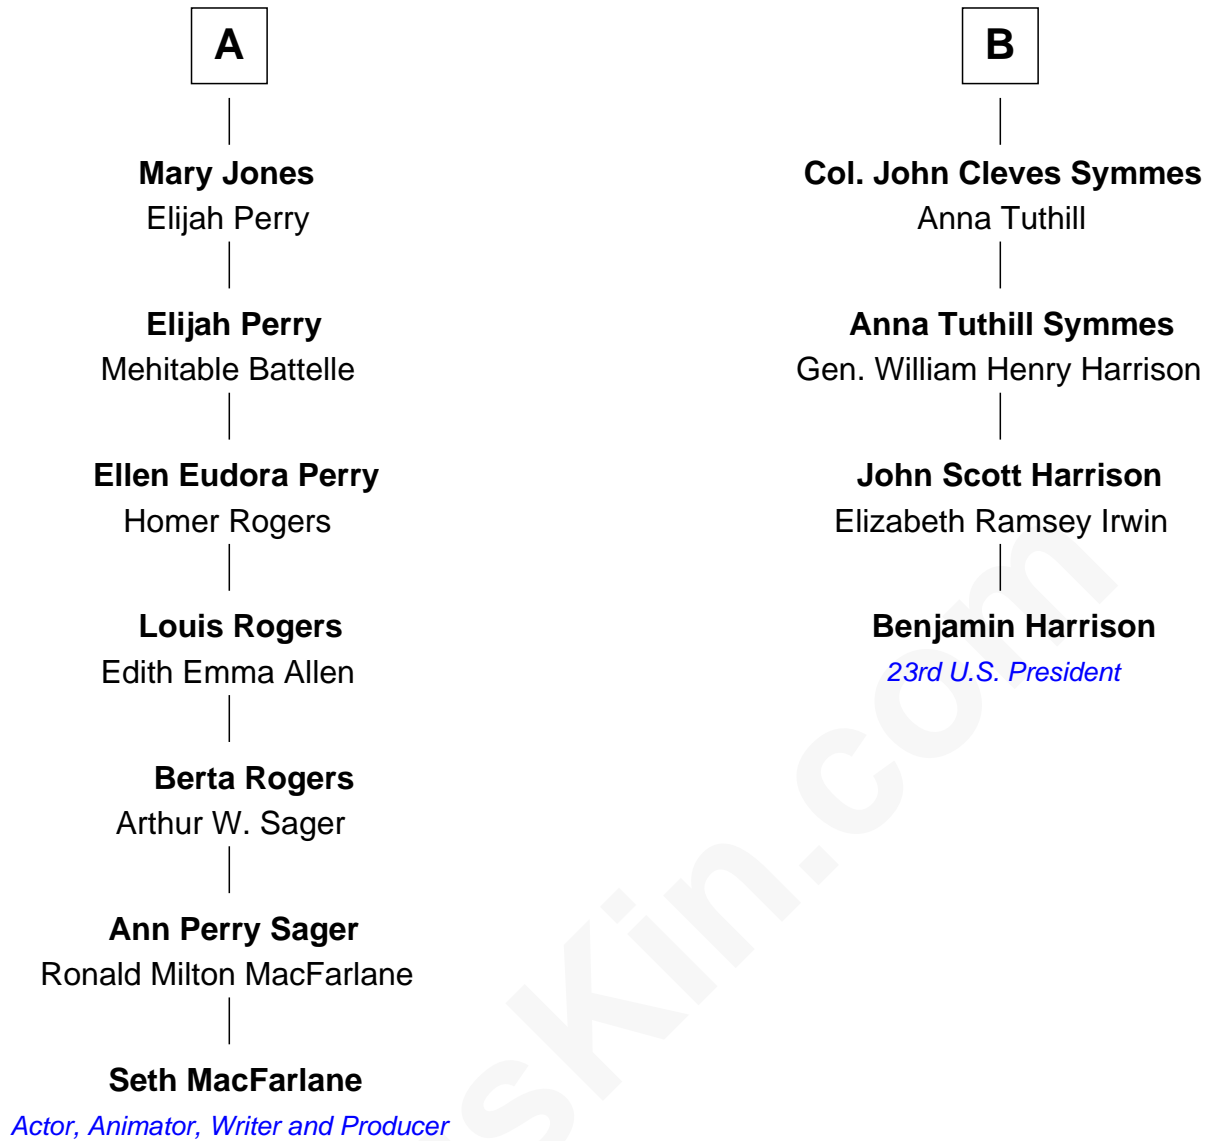 A
Mary Jones
Elijah Perry
Elijah Perry
Mehitable Battelle
Ellen Eudora Perry
Homer Rogers
Louis Rogers
Edith Emma Allen
Berta Rogers
Arthur W. Sager
Ann Perry Sager
Ronald Milton MacFarlane
Seth MacFarlane
Actor, Animator, Writer and Producer
B
Col. John Cleves Symmes
Anna Tuthill
Anna Tuthill Symmes
Gen. William Henry Harrison
John Scott Harrison
Elizabeth Ramsey Irwin
Benjamin Harrison
23rd U.S. President
sKin.com